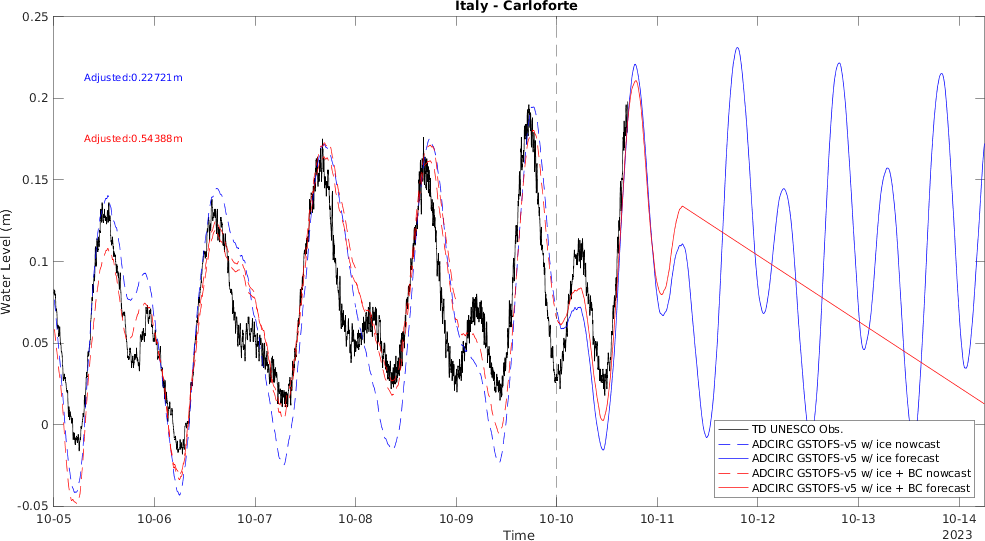 Italy - Carloforte
0.25
0.2
0.15
0.1
0.05
0
-0.05
Water Level (m)
Adjusted:0.22721m
Adjusted:0.54388m
TD UNESCO Obs.
ADCIRC GSTOFS-v5 w/ ice nowcast
ADCIRC GSTOFS-v5 w/ ice forecast
ADCIRC GSTOFS-v5 w/ ice + BC nowcast
ADCIRC GSTOFS-v5 w/ ice + BC forecast
10-05 10-06 10-07 10-08 10-09 10-10 10-11 10-12 10-13 10-14
Time
2023